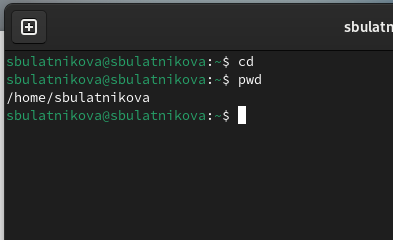 sbulatn
sbulatnikova@sbulatnikova:~$ cd
sbulatnikova@sbulatnikova:~$ pwd
/home/sbulatnikova
sbulatnikova@sbulatnikova:~$